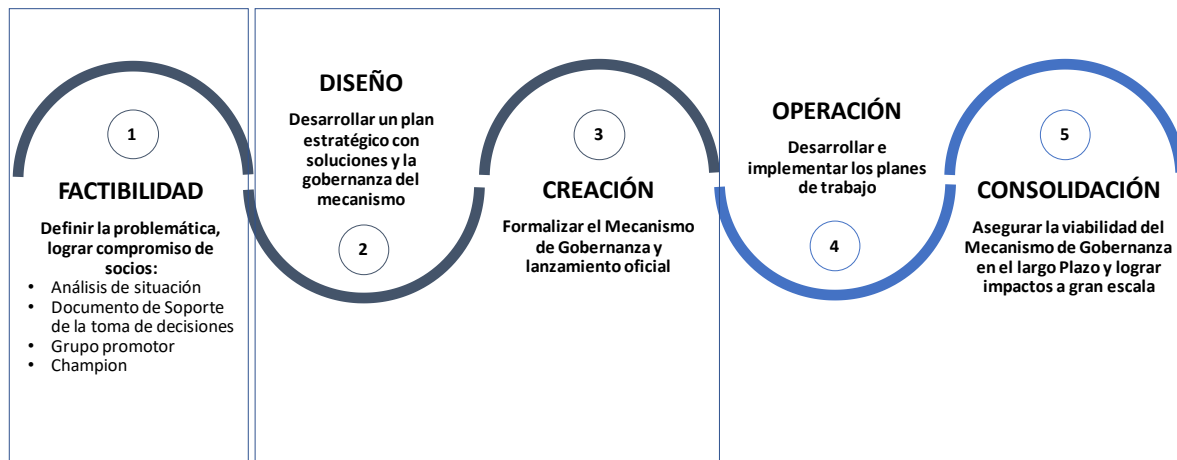 1
FACTIBILIDAD
Definir la problemática,
lograr compromiso de
socios:
• Análisis de situación
• Documento de Soporte
de la toma de decisiones
• Grupo promotor
• Champion
DISEÑO
Desarrollar un plan
estratégico con
soluciones y la
gobernanza del
mecanismo
2
3
CREACIÓN
Formalizar el Mecanismo
de Gobernanza y
lanzamiento oficial
OPERACIÓN
Desarrollar e
implementar los planes
de trabajo
4
5
CONSOLIDACIÓN
Asegurar la viabilidad del
Mecanismo de Gobernanza
en el largo Plazo y lograr
impactos a gran escala